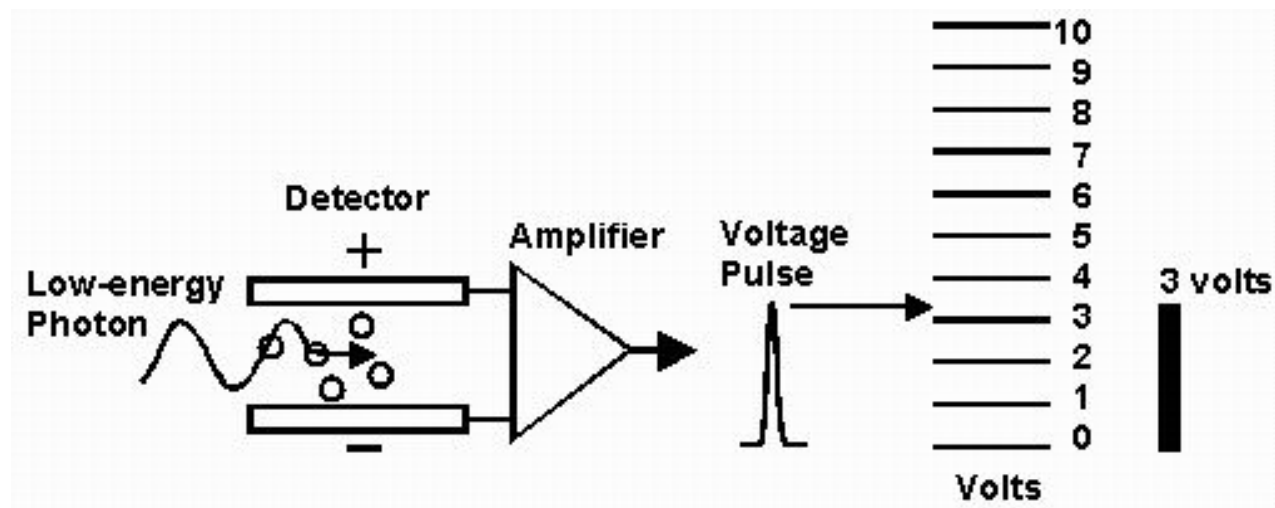 Detector
+
Low-energy
Photon
-
Amplifier
Voltage
Pulse
10
9
8
7
6
5
4
3
2
1
0
Volts
3 volts